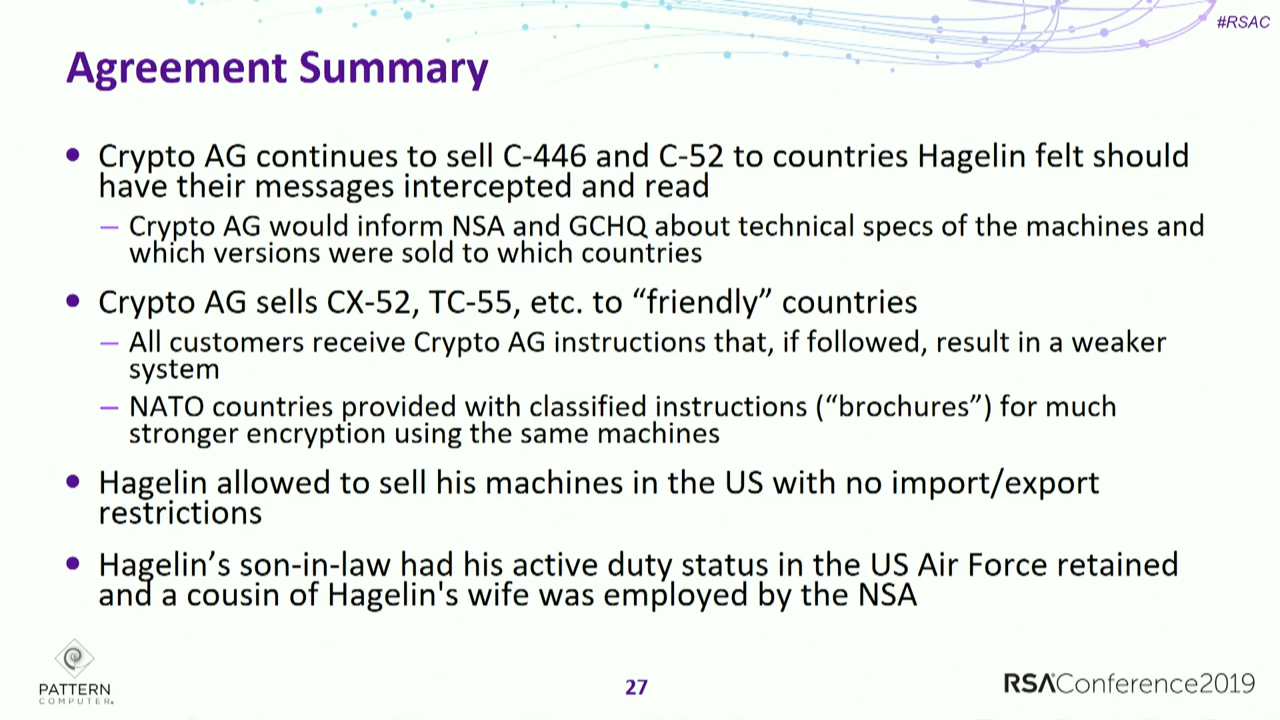 #RSAC
Agreement Summary
• Crypto AG continues to sell C-446 and C-52 to countries Hagelin felt should
have their messages intercepted and read
– Crypto AG would inform NSA and GCHQ about technical specs of the machines and
which versions were sold to which countries
• Crypto AG sells CX-52, TC-55, etc. to “friendly” countries
– All customers receive Crypto AG instructions that, if followed, result in a weaker
system
– NATO countries provided with classified instructions (“brochures”) for much
stronger encryption using the same machines
• Hagelin allowed to sell his machines in the US with no import/export
restrictions
• Hagelin’s son-in-law had his active duty status in the US Air Force retained
and a cousin of Hagelin's wife was employed by the NSA
PATTERN
COMPUTER
27
RSAConference2019